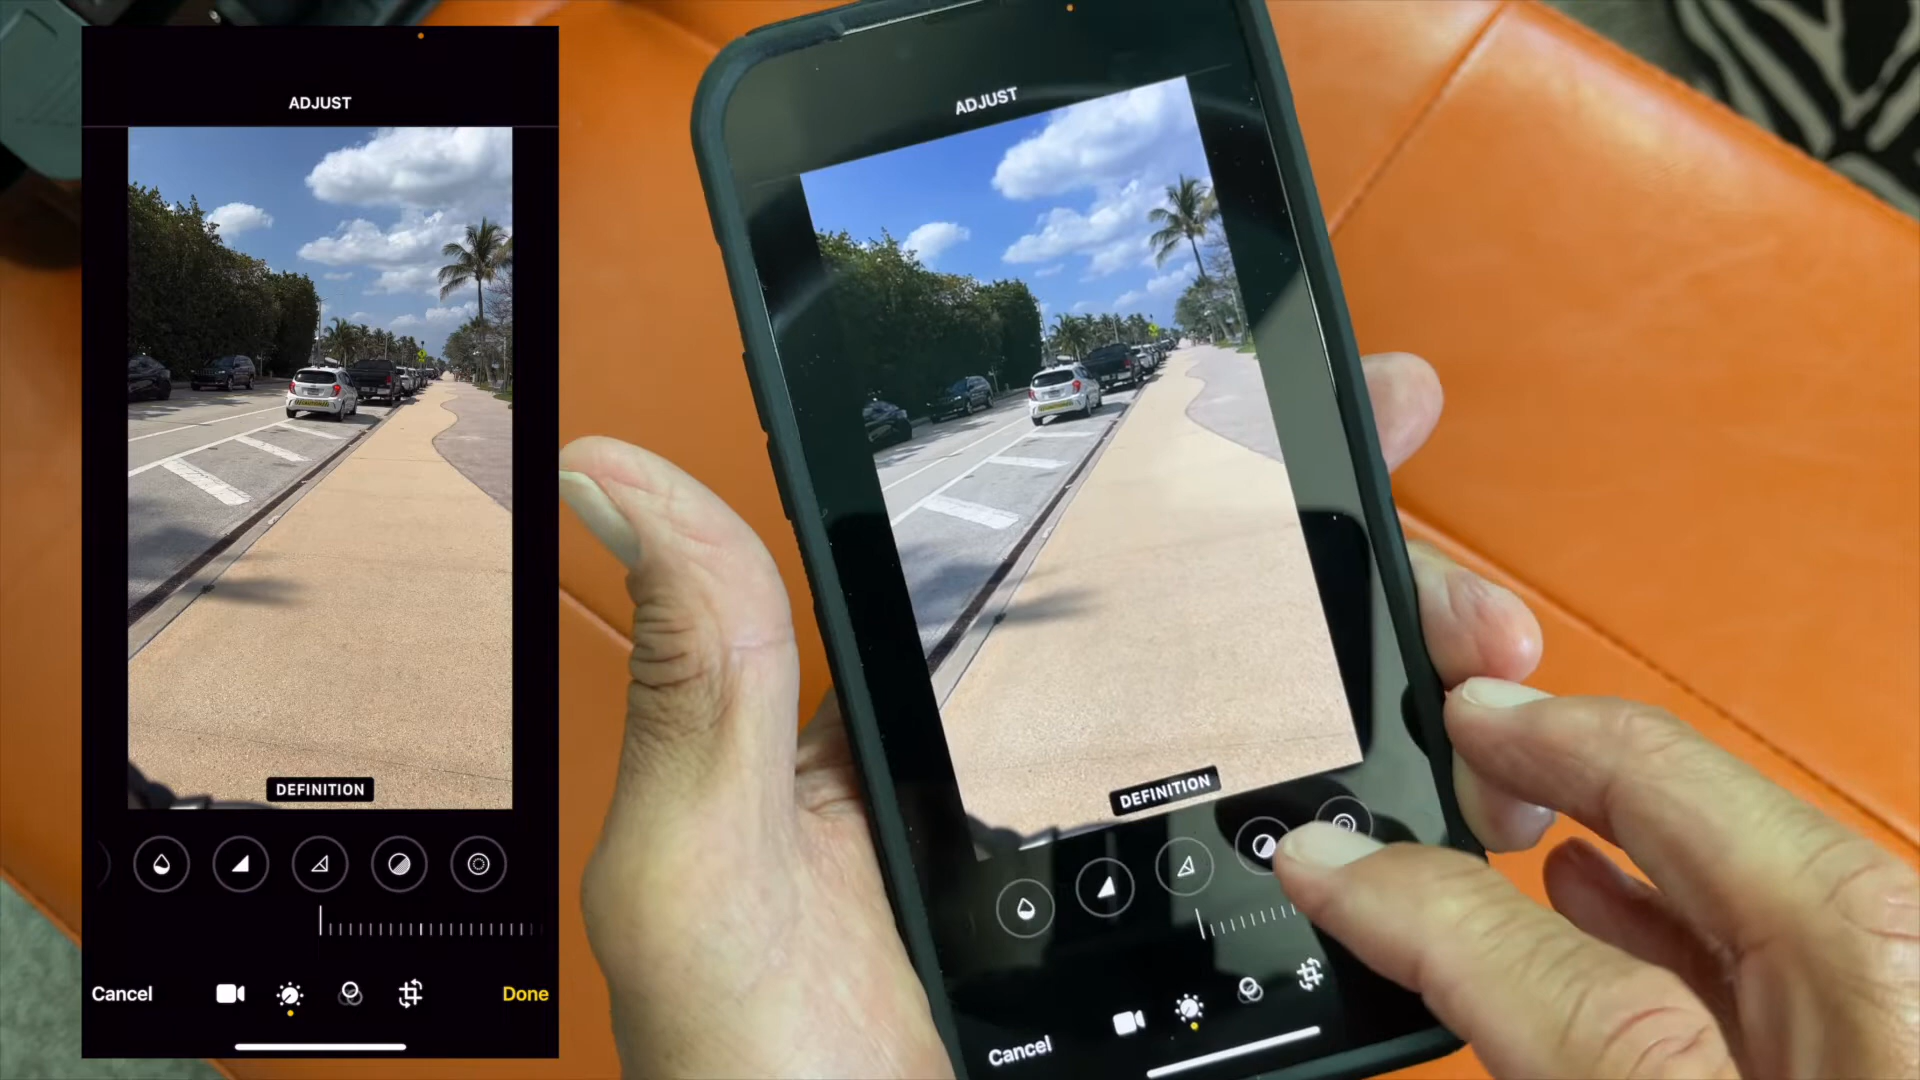 ADJUST
DEFINITION
Cancel
Done
ADJUST
DEFINITION
Cancel